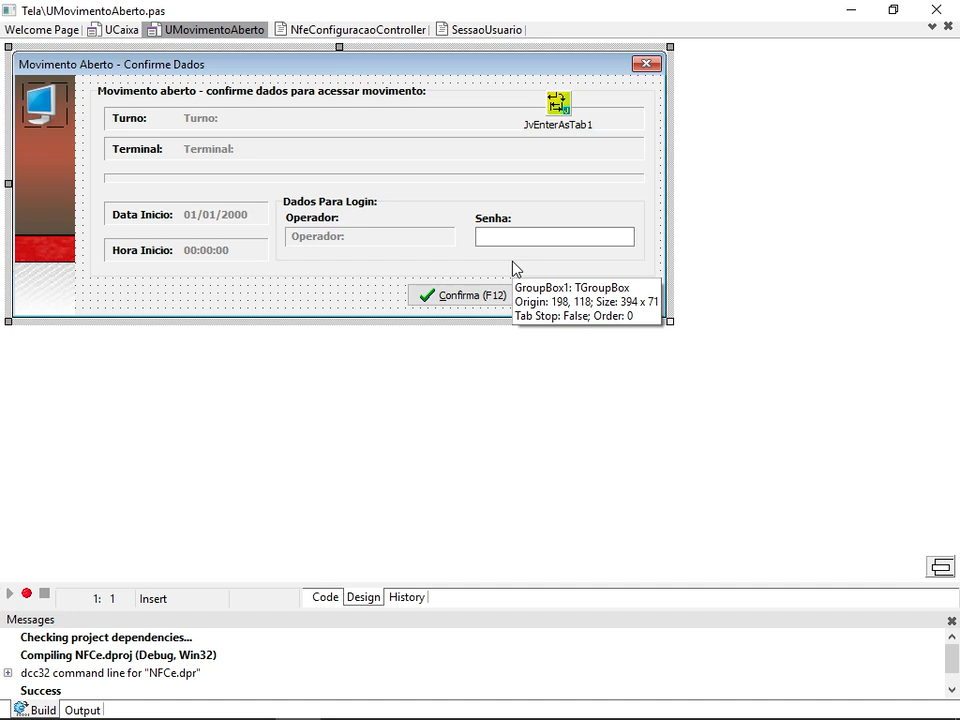 Tela\UMovimentoAberto.pas
Welcome Page
UCaixa
UMovimentoAberto
NfeConfiguracaoController
SessaoUsuario
Movimento Aberto - Confirme Dados
Movimento aberto - confirme dados para acessar movimento:
Turno: Turno:
JvEnterAsTab1
Terminal: Terminal:
Dados Para Login:
Data Inicio: 01/01/2000
Operador: Senha:
Operador:
Hora Inicio: 00:00:00
Confirma (F12)
GroupBox1: TGroupBox
Origin: 198, 118; Size: 394 x 71
Tab Stop: False; Order: 0
1: 1 Insert
Code Design History
Messages
Checking project dependencies...
Compiling NFCe.dproj (Debug, Win32)
dcc32 command line for "NFCe.dpr"
Success
Build Output